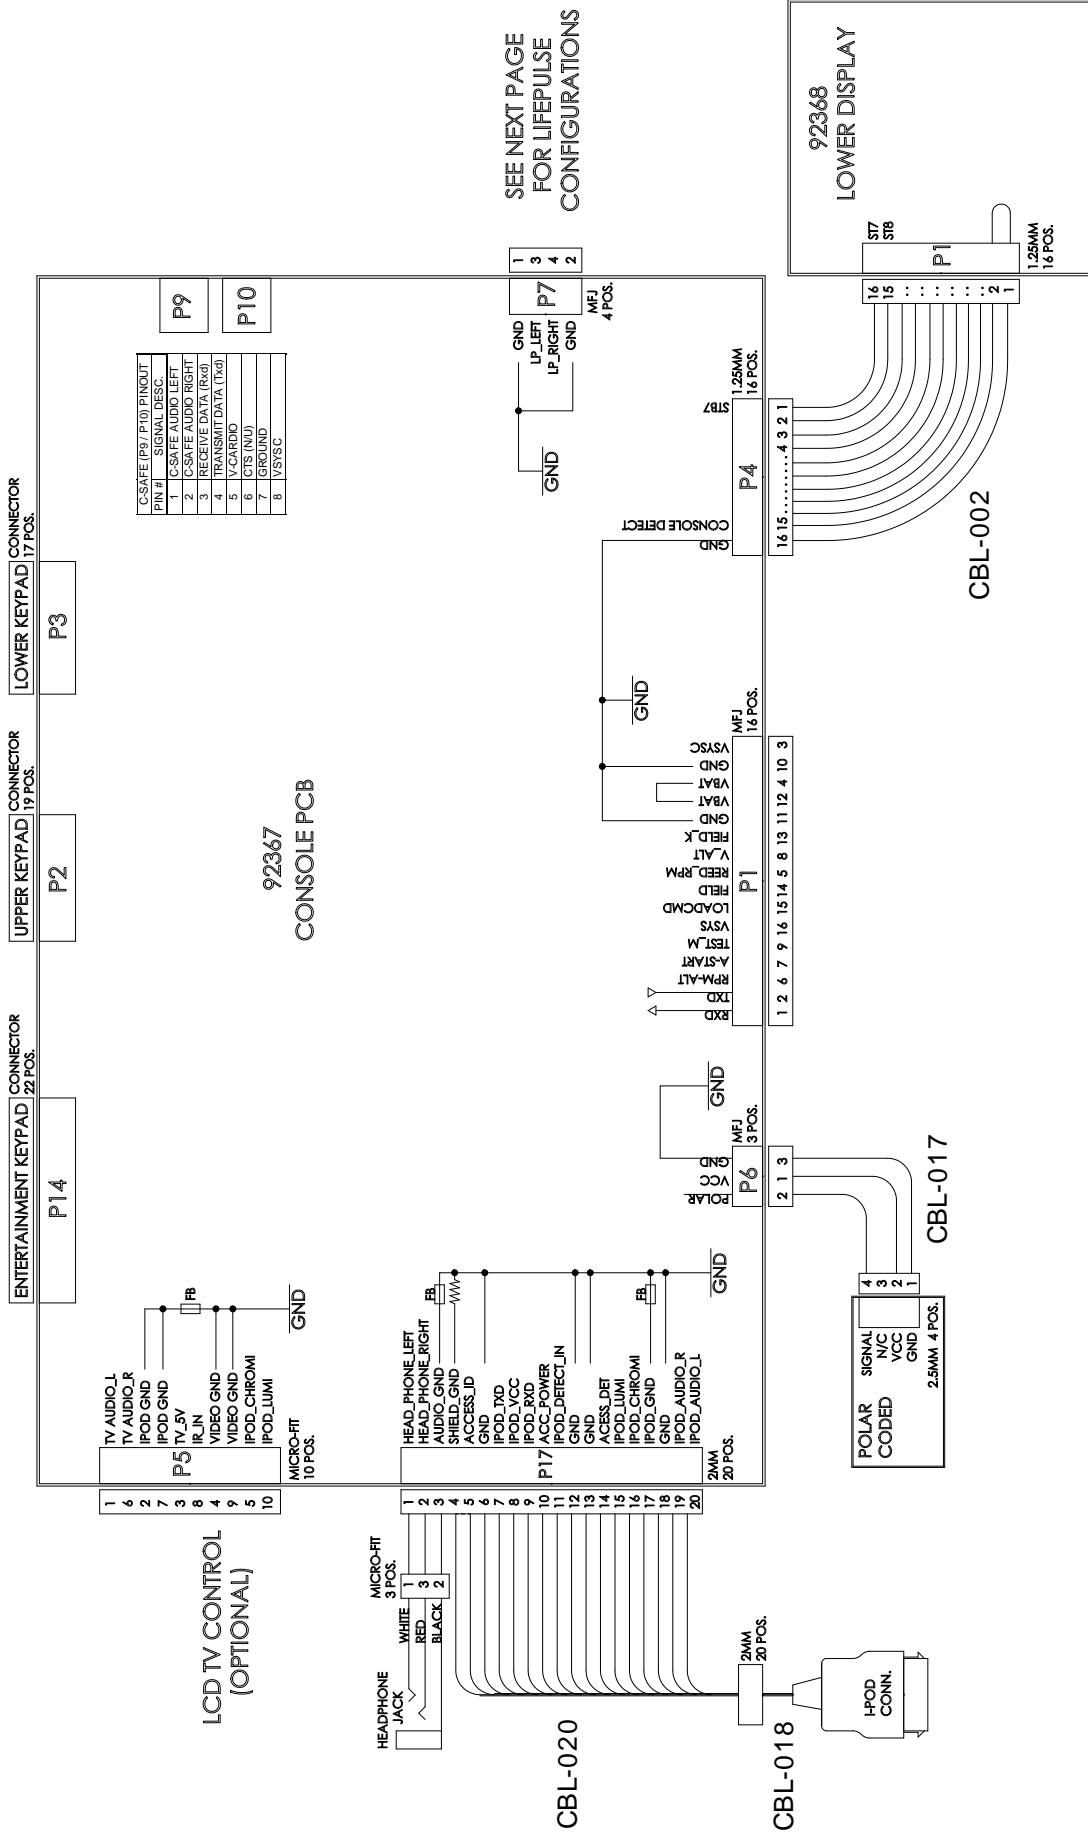 ENTERTAINMENT KEYPAD
CONNECTOR
22 POS.
P14
UPPER KEYPAD
CONNECTOR
19 POS.
P2
LOWER KEYPAD
CONNECTOR
17 POS.
P3
92367
CONSOLE PCB
C-SAFE (P9 / P10) PINOUT
PIN # SIGNAL DESC.
1 C-SAFE AUDIO LEFT
2 C-SAFE AUDIO RIGHT
3 RECEIVE DATA (Rxd)
4 TRANSMIT DATA (Txd)
5 V-CARDIO
6 CTS (N/U)
7 GROUND
8 VSYSC
P9
P10
LCD TV CONTROL
(OPTIONAL)
1 TV AUDIO_L
6 TV AUDIO_R
2 IPOD GND
7 IPOD GND
3 TV_5V
8 IR_IN
4 VIDEO GND
9 VIDEO GND
5 IPOD_CHROMI
10 IPOD_LUMI
P5
MICRO-FIT
10 POS.
FB
GND
HEADPHONE
JACK
WHITE
RED
BLACK
MICRO-FIT
3 POS.
1
3
2
1 HEAD_PHONE_LEFT
2 HEAD_PHONE_RIGHT
3 AUDIO_GND
4 SHIELD_GND
5 ACCESS_ID
6 GND
7 IPOD_TXD
8 IPOD_VCC
9 IPOD_RXD
10 ACC_POWER
11 IPOD_DETECT_IN
12 GND
13 GND
14 ACESS_DET
15 IPOD_LUMI
16 IPOD_CHROMI
17 IPOD_GND
18 GND
19 IPOD_AUDIO_R
20 IPOD_AUDIO_L
P17
2MM
20 POS.
FB
FB
GND
CBL-020
2MM
20 POS.
CBL-018
I-POD
CONN.
SEE NEXT PAGE
FOR LIFEPULSE
CONFIGURATIONS
P7
MFJ
4 POS.
GND 1
LP_LEFT 3
LP_RIGHT 4
GND 2
GND
POLAR
VCC
GND
P6
MFJ
3 POS.
2 1 3
GND
POLAR
CODED
SIGNAL 4
N/C 3
VCC 2
GND 1
2.5MM 4 POS.
CBL-017
RXD
TXD
RPM-ALT
A-START
TEST_M
VSYS
LOADCMD
FIELD
REED_RPM
V_ALT
FIELD_K
GND
VBAT
VBAT
GND
VSYSC
P1
MFJ
16 POS.
1 2 6 7 9 16 15 14 5 8 13 11 12 4 10 3
GND
GND
CONSOLE DETECT
STB7
P4
1.25MM
16 POS.
16 15 . . . . . . . . . 4 3 2 1
CBL-002
92368
LOWER DISPLAY
ST7
ST8
P1
1.25MM
16 POS.
16
15
2
1